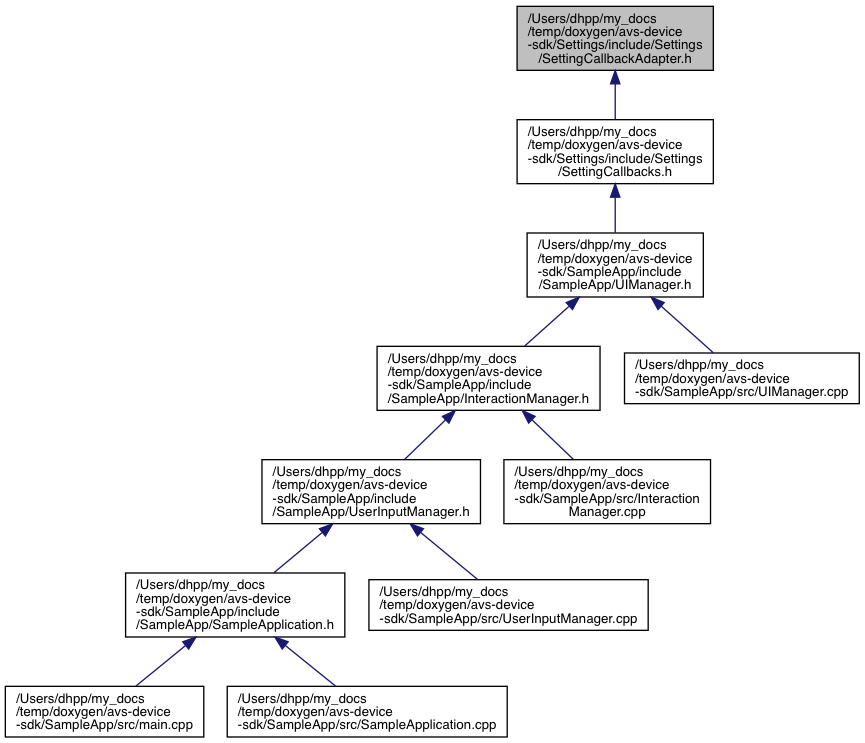 /Users/dhpp/my_docs
/temp/doxygen/avs-device
-sdk/Settings/include/Settings
/SettingCallbackAdapter.h
/Users/dhpp/my_docs
/temp/doxygen/avs-device
-sdk/Settings/include/Settings
/SettingCallbacks.h
/Users/dhpp/my_docs
/temp/doxygen/avs-device
-sdk/SampleApp/include
/SampleApp/UIManager.h
/Users/dhpp/my_docs
/temp/doxygen/avs-device
-sdk/SampleApp/include
/SampleApp/InteractionManager.h
/Users/dhpp/my_docs
/temp/doxygen/avs-device
-sdk/SampleApp/src/UIManager.cpp
/Users/dhpp/my_docs
/temp/doxygen/avs-device
-sdk/SampleApp/include
/SampleApp/UserInputManager.h
/Users/dhpp/my_docs
/temp/doxygen/avs-device
-sdk/SampleApp/src/Interaction
Manager.cpp
/Users/dhpp/my_docs
/temp/doxygen/avs-device
-sdk/SampleApp/include
/SampleApp/SampleApplication.h
/Users/dhpp/my_docs
/temp/doxygen/avs-device
-sdk/SampleApp/src/UserInputManager.cpp
/Users/dhpp/my_docs
/temp/doxygen/avs-device
-sdk/SampleApp/src/main.cpp
/Users/dhpp/my_docs
/temp/doxygen/avs-device
-sdk/SampleApp/src/SampleApplication.cpp